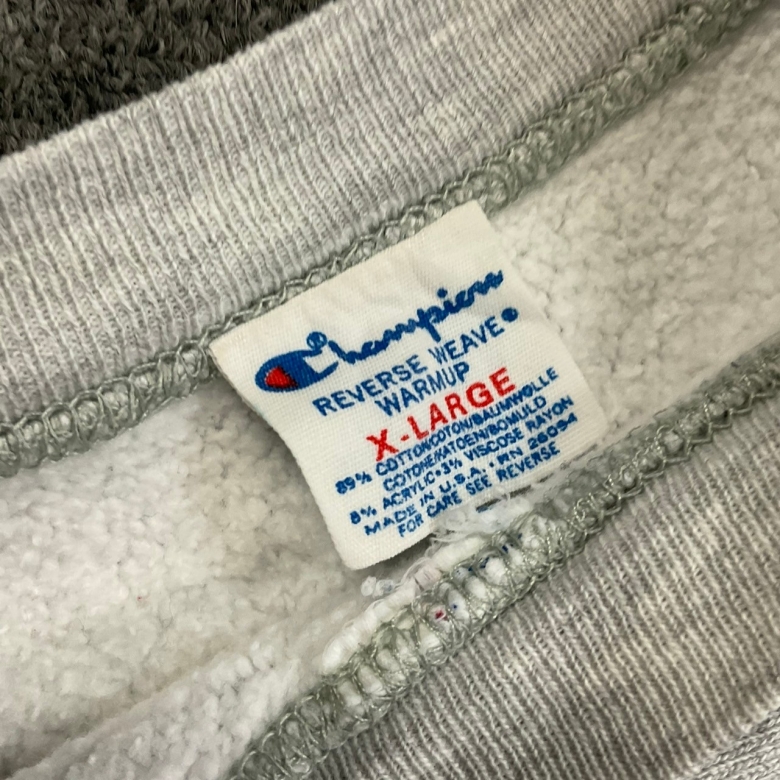 Champion®
REVERSE WEAVE®
WARMUP
X-LARGE
89% COTTON/COTON/BAUMWOLLE
COTONE/KATOEN/BOMULD
8% ACRYLIC•3% VISCOSE RAYON
MADE IN U.S.A. • RN 26094
FOR CARE SEE REVERSE